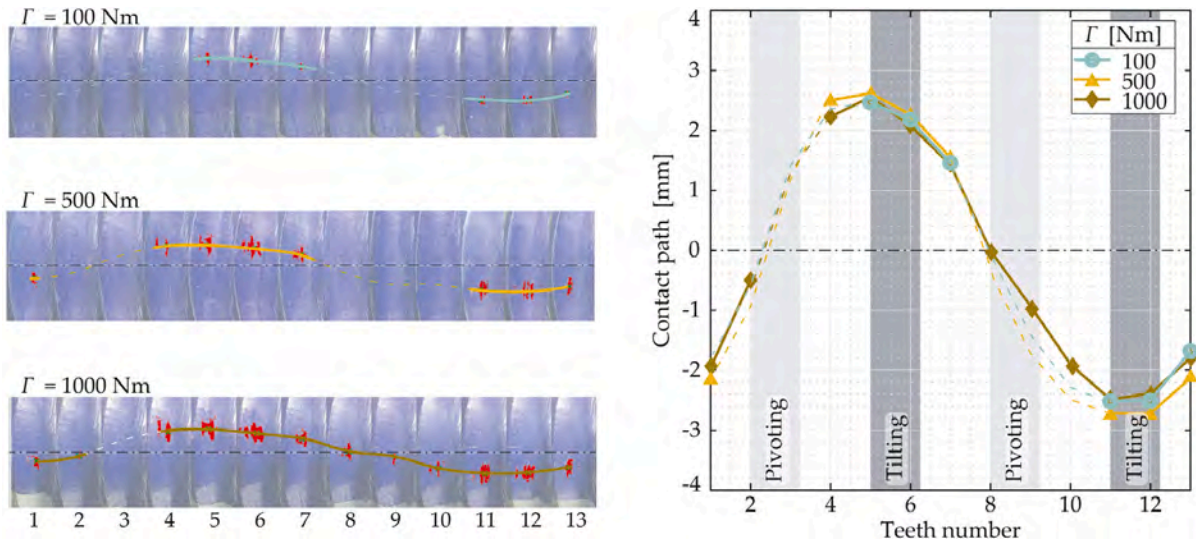 Γ = 100 Nm
Γ = 500 Nm
Γ = 1000 Nm
1 2 3 4 5 6 7 8 9 10 11 12 13
4
3
2
1
0
-1
-2
-3
-4
Contact path [mm]
Γ [Nm]
100
500
1000
Pivoting
Tilting
Pivoting
Tilting
2 4 6 8 10 12
Teeth number